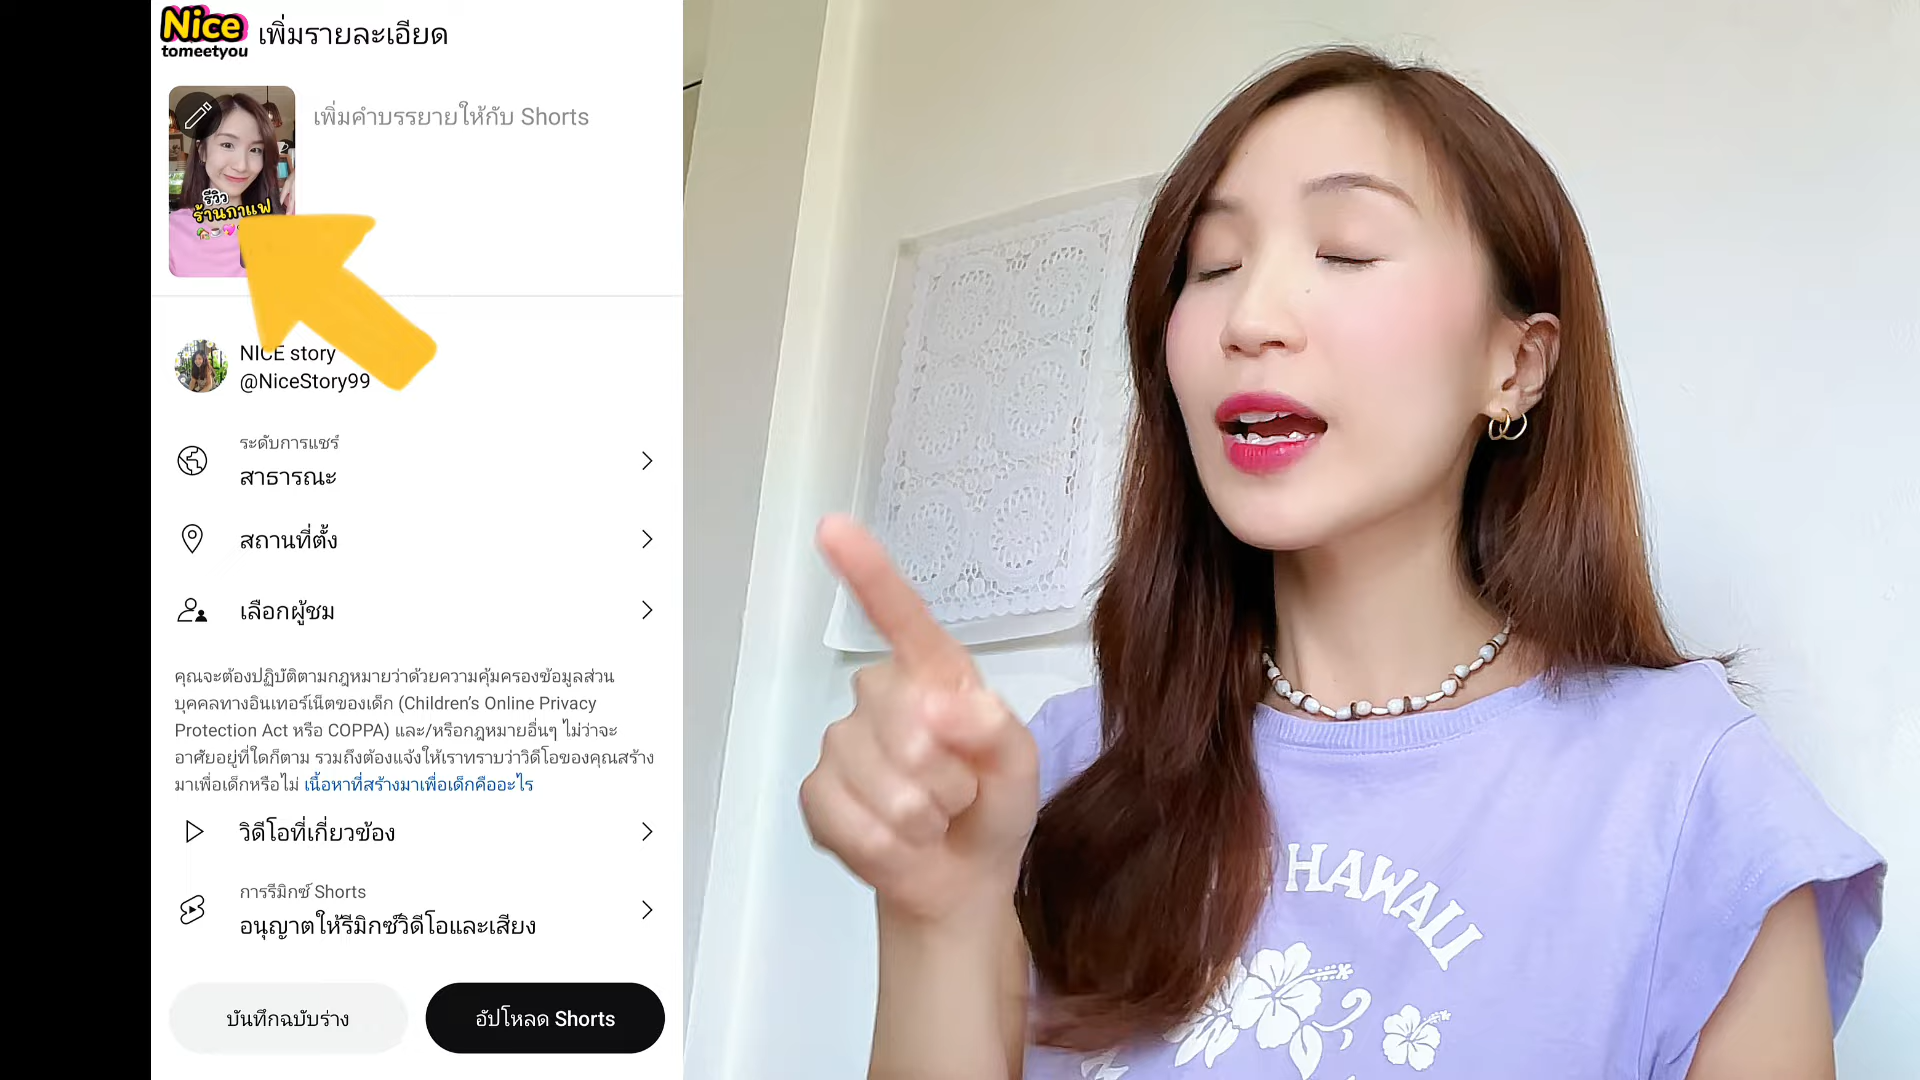 Nice
tomeetyou
เพิ่มรายละเอียด
เพิ่มคำบรรยายให้กับ Shorts
รีวิว
ร้านกาแฟ
NICE story
@NiceStory99
ระดับการแชร์
สาธารณะ
สถานที่ตั้ง
เลือกผู้ชม
คุณจะต้องปฏิบัติตามกฎหมายว่าด้วยความคุ้มครองข้อมูลส่วน
บุคคลทางอินเทอร์เน็ตของเด็ก (Children’s Online Privacy
Protection Act หรือ COPPA) และ/หรือกฎหมายอื่นๆ ไม่ว่าจะ
อาศัยอยู่ที่ใดก็ตาม รวมถึงต้องแจ้งให้เราทราบว่าวิดีโอของคุณสร้าง
มาเพื่อเด็กหรือไม่ เนื้อหาที่สร้างมาเพื่อเด็กคืออะไร
วิดีโอที่เกี่ยวข้อง
การรีมิกซ์ Shorts
อนุญาตให้รีมิกซ์วิดีโอและเสียง
บันทึกฉบับร่าง
อัปโหลด Shorts
HAWAII